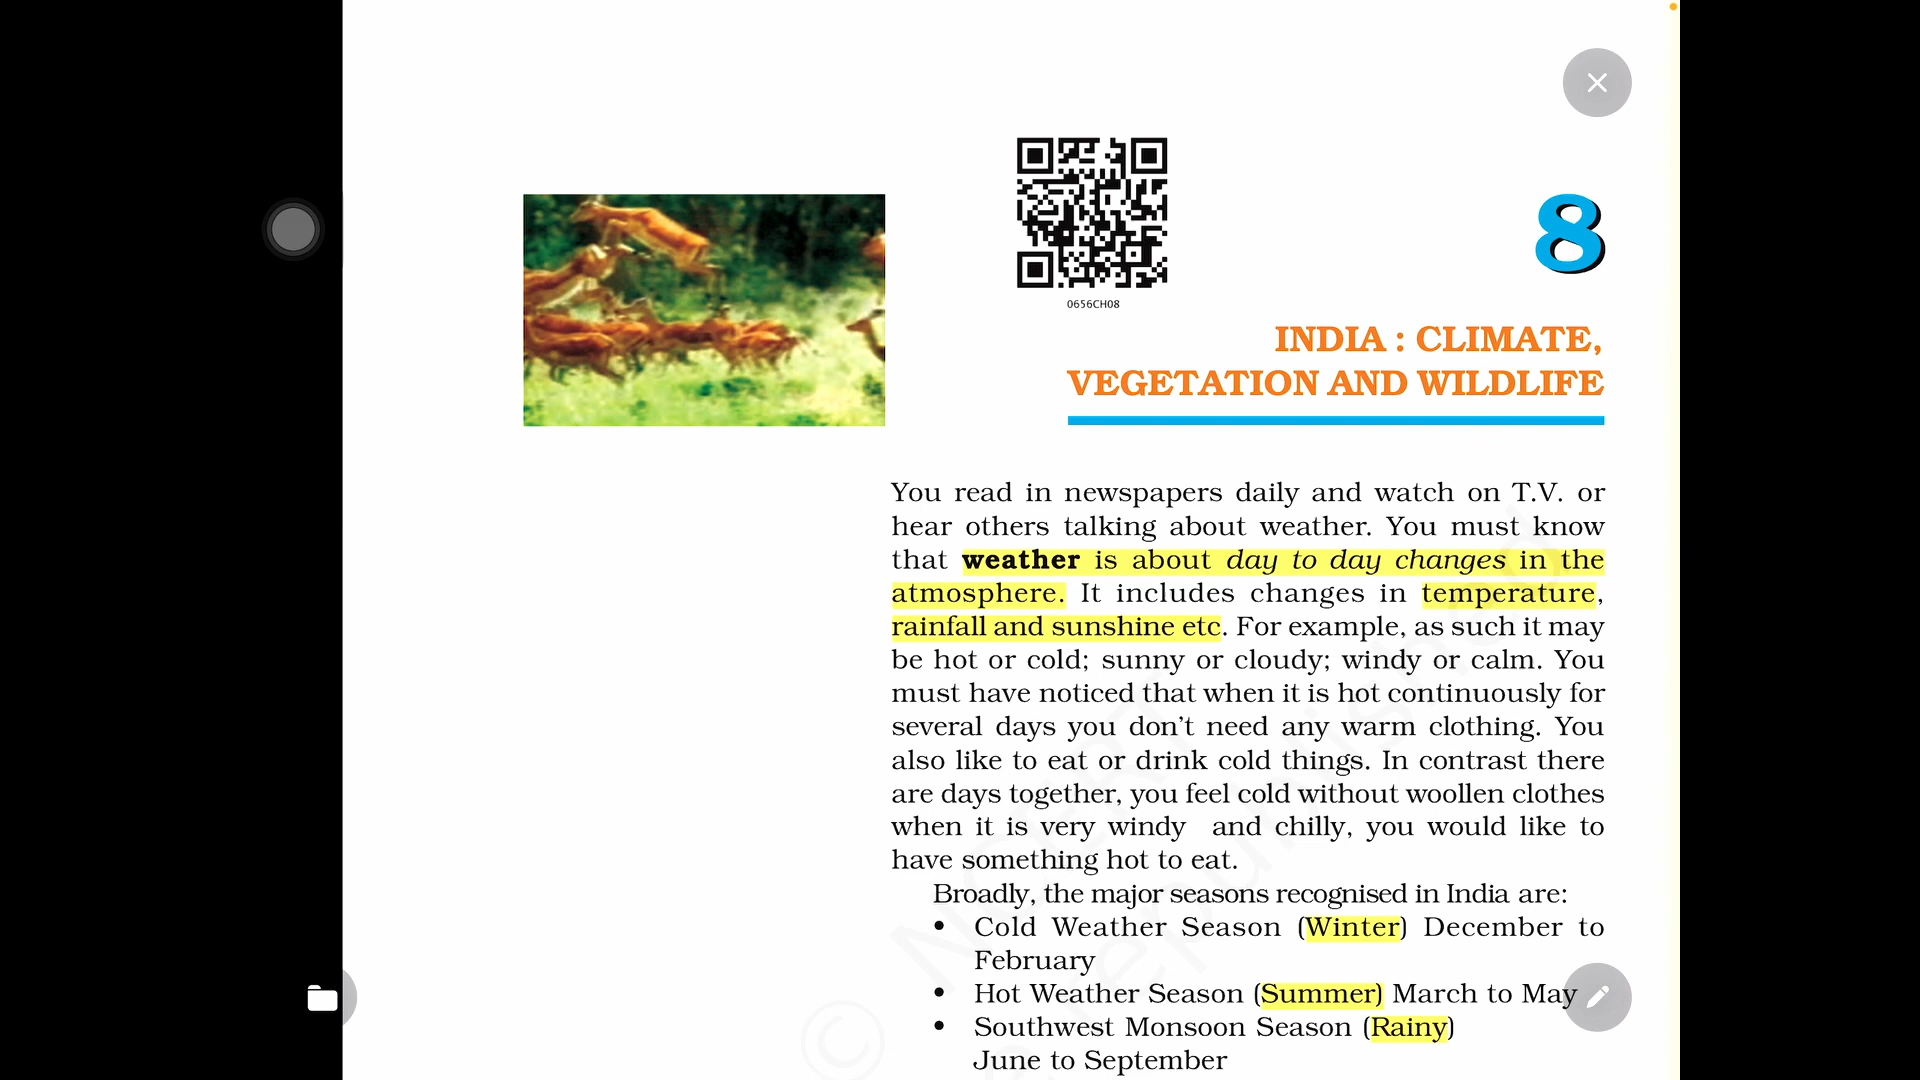 0656CH08
8
INDIA : CLIMATE,
VEGETATION AND WILDLIFE
You read in newspapers daily and watch on T.V. or
hear others talking about weather. You must know
that weather is about day to day changes in the
atmosphere. It includes changes in temperature,
rainfall and sunshine etc. For example, as such it may
be hot or cold; sunny or cloudy; windy or calm. You
must have noticed that when it is hot continuously for
several days you don’t need any warm clothing. You
also like to eat or drink cold things. In contrast there
are days together, you feel cold without woollen clothes
when it is very windy and chilly, you would like to
have something hot to eat.
Broadly, the major seasons recognised in India are:
• Cold Weather Season (Winter) December to
February
• Hot Weather Season (Summer) March to May
• Southwest Monsoon Season (Rainy)
June to September